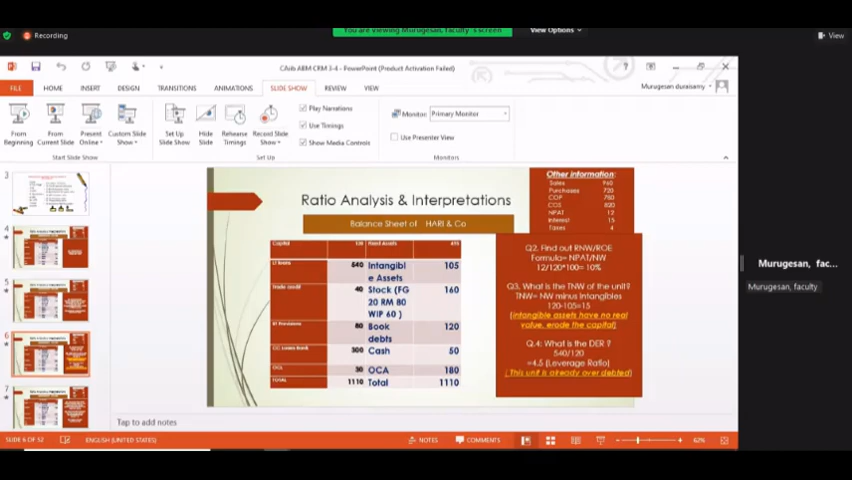 You are viewing Murugesan, faculty's screen
View Options
Recording
View
CAIIB ABM CRM 3-4 - PowerPoint (Product Activation Failed)
FILE
HOME
INSERT
DESIGN
TRANSITIONS
ANIMATIONS
SLIDE SHOW
REVIEW
VIEW
Murugesan duraisamy
From Beginning
From Current Slide
Present Online
Custom Slide Show
Set Up Slide Show
Hide Slide
Rehearse Timings
Record Slide Show
Play Narrations
Use Timings
Show Media Controls
Monitor: Primary Monitor
Use Presenter View
Start Slide Show
Set Up
Monitors
3
4
5
6
7
Ratio Analysis & Interpretations
Balance Sheet of HARI & Co
Capital Fixed Assets
540 Intangibl e Assets 105
Trade credit 40 Stock (FG 20 RM 80 WIP 60 ) 160
80 Book debts 120
300 Cash 50
30 OCA 180
TOTAL 1110 Total 1110
Other information:
Sales 960
Purchases 720
COP 750
COS 820
NPAT 12
Interest 15
Taxes 4
Q2. Find out RNW/ROE
Formula= NPAT/NW
12/120*100= 10%
Q3. What is the TNW of the unit?
TNW= NW minus Intangibles
120-105=15
(intangible assets have no real
value, erode the capital)
Q.4: What is the DER ?
540/120
=4.5 (Leverage Ratio)
( This unit is already over debted)
Tap to add notes
SLIDE 6 OF 52
ENGLISH (UNITED STATES)
NOTES
COMMENTS
62%
Murugesan, fac...
Murugesan, faculty